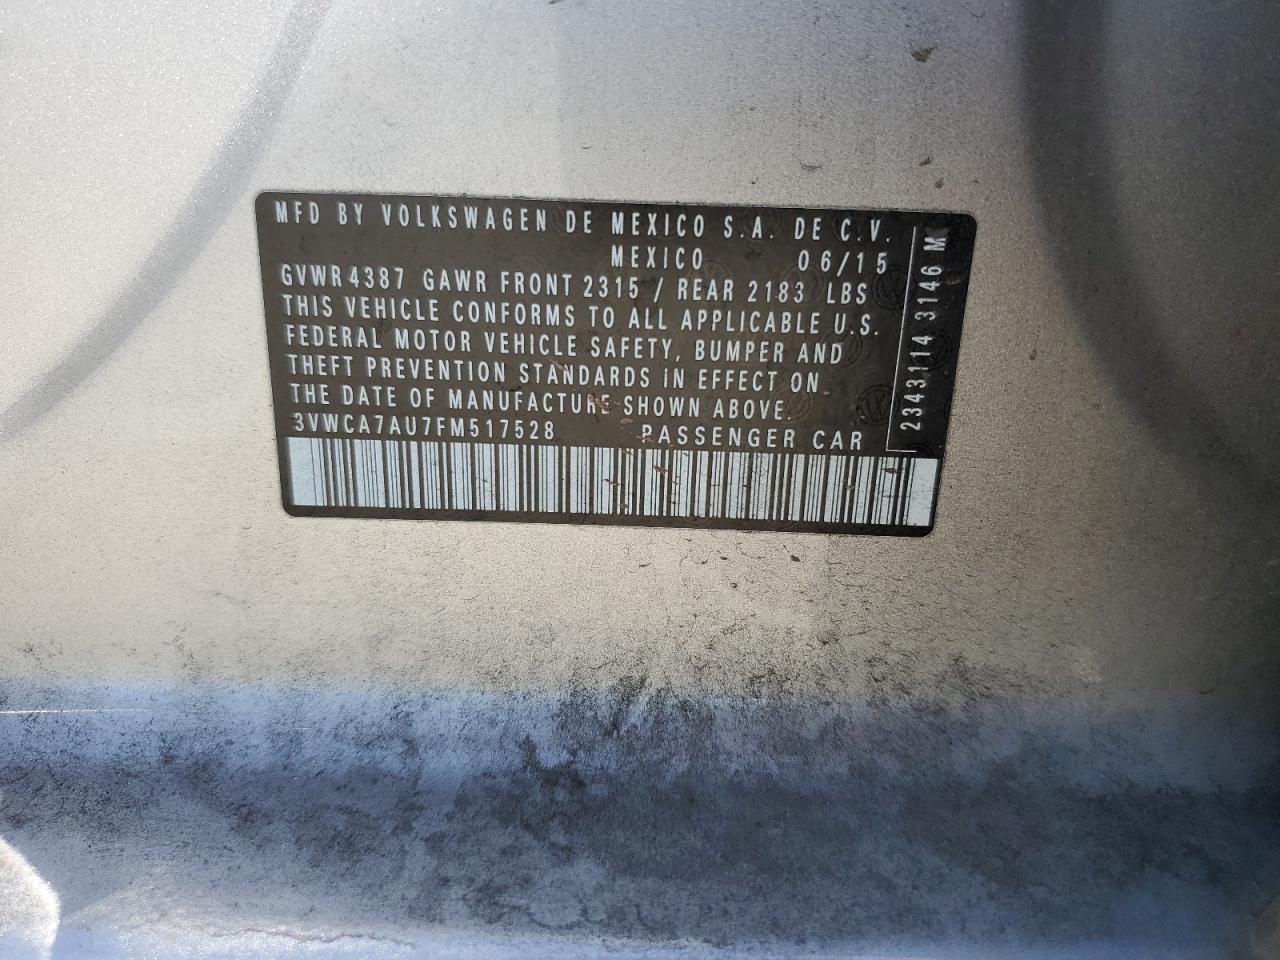 MFD BY VOLKSWAGEN DE MEXICO S.A. DE C.V.
MEXICO 06/15
GVWR 4387 GAWR FRONT 2315 / REAR 2183 LBS
THIS VEHICLE CONFORMS TO ALL APPLICABLE U.S.
FEDERAL MOTOR VEHICLE SAFETY, BUMPER AND
THEFT PREVENTION STANDARDS IN EFFECT ON
THE DATE OF MANUFACTURE SHOWN ABOVE.
3VWCA7AU7FM517528 PASSENGER CAR
2343114 3146 M